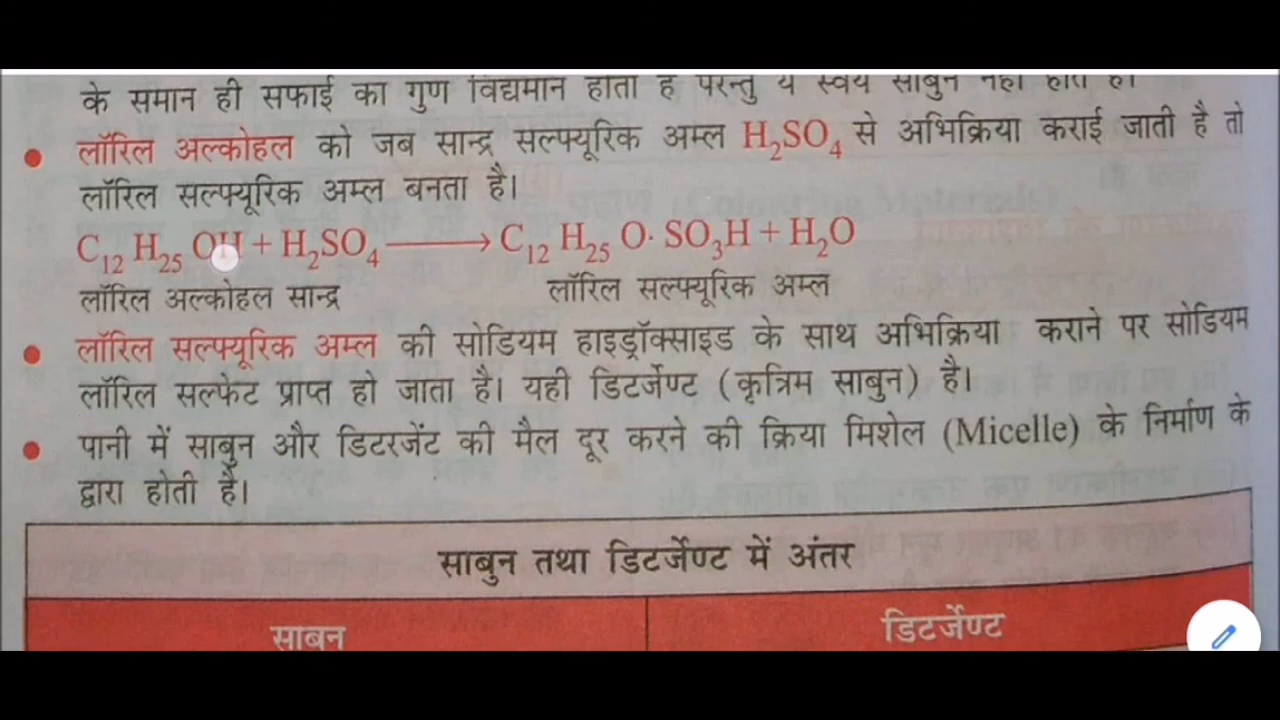 के समान ही सफाई का गुण विद्यमान होता है परन्तु ये स्वयं साबुन नहीं होते हैं।
• लॉरिल अल्कोहल को जब सान्द्र सल्फ्यूरिक अम्ल H₂SO₄ से अभिक्रिया कराई जाती है तो
लॉरिल सल्फ्यूरिक अम्ल बनता है।
C₁₂ H₂₅ OH + H₂SO₄ ⟶ C₁₂ H₂₅ O· SO₃H + H₂O
लॉरिल अल्कोहल सान्द्र लॉरिल सल्फ्यूरिक अम्ल
• लॉरिल सल्फ्यूरिक अम्ल की सोडियम हाइड्रॉक्साइड के साथ अभिक्रिया कराने पर सोडियम
लॉरिल सल्फेट प्राप्त हो जाता है। यही डिटर्जेण्ट (कृत्रिम साबुन) है।
• पानी में साबुन और डिटरजेंट की मैल दूर करने की क्रिया मिशेल (Micelle) के निर्माण के
द्वारा होती है।
साबुन तथा डिटर्जेण्ट में अंतर
साबुन डिटर्जेण्ट